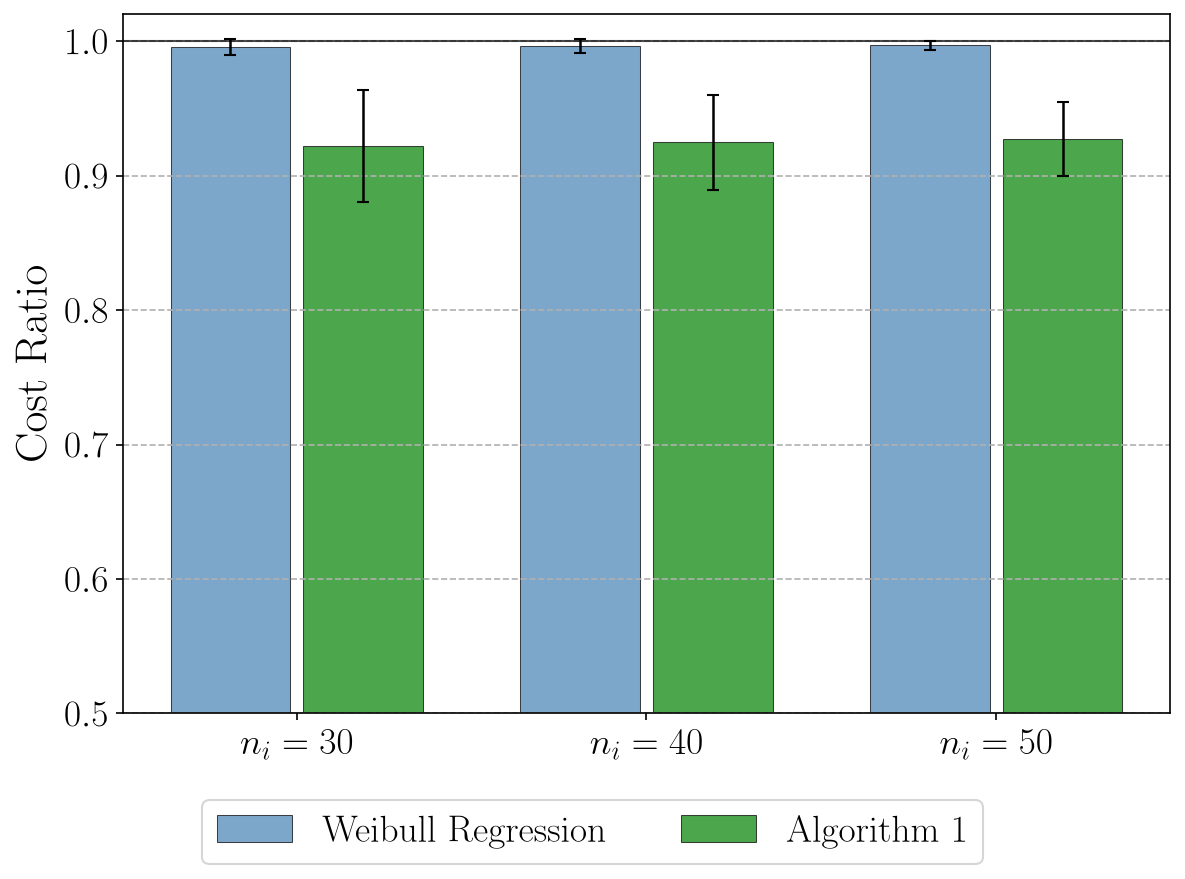 Cost Ratio
1.0
0.9
0.8
0.7
0.6
0.5
n_i = 30
n_i = 40
n_i = 50
Weibull Regression
Algorithm 1